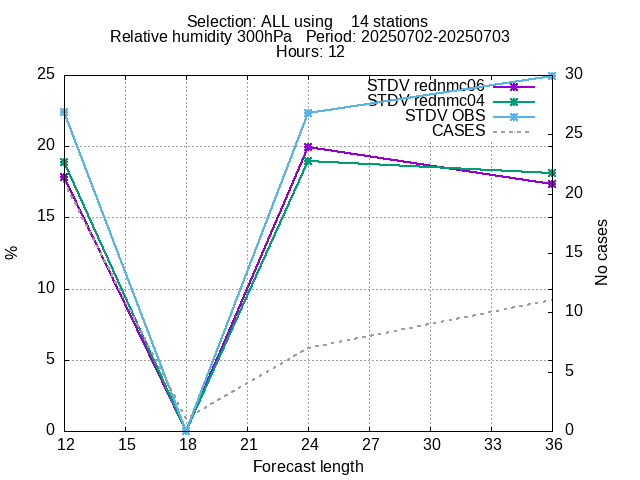 Selection: ALL using    14 stations
Relative humidity 300hPa   Period: 20250702-20250703
Hours: 12
STDV rednmc06
STDV rednmc04
STDV OBS
CASES
25
20
15
10
5
0
%
30
25
20
15
10
5
0
No cases
12 15 18 21 24 27 30 33 36
Forecast length